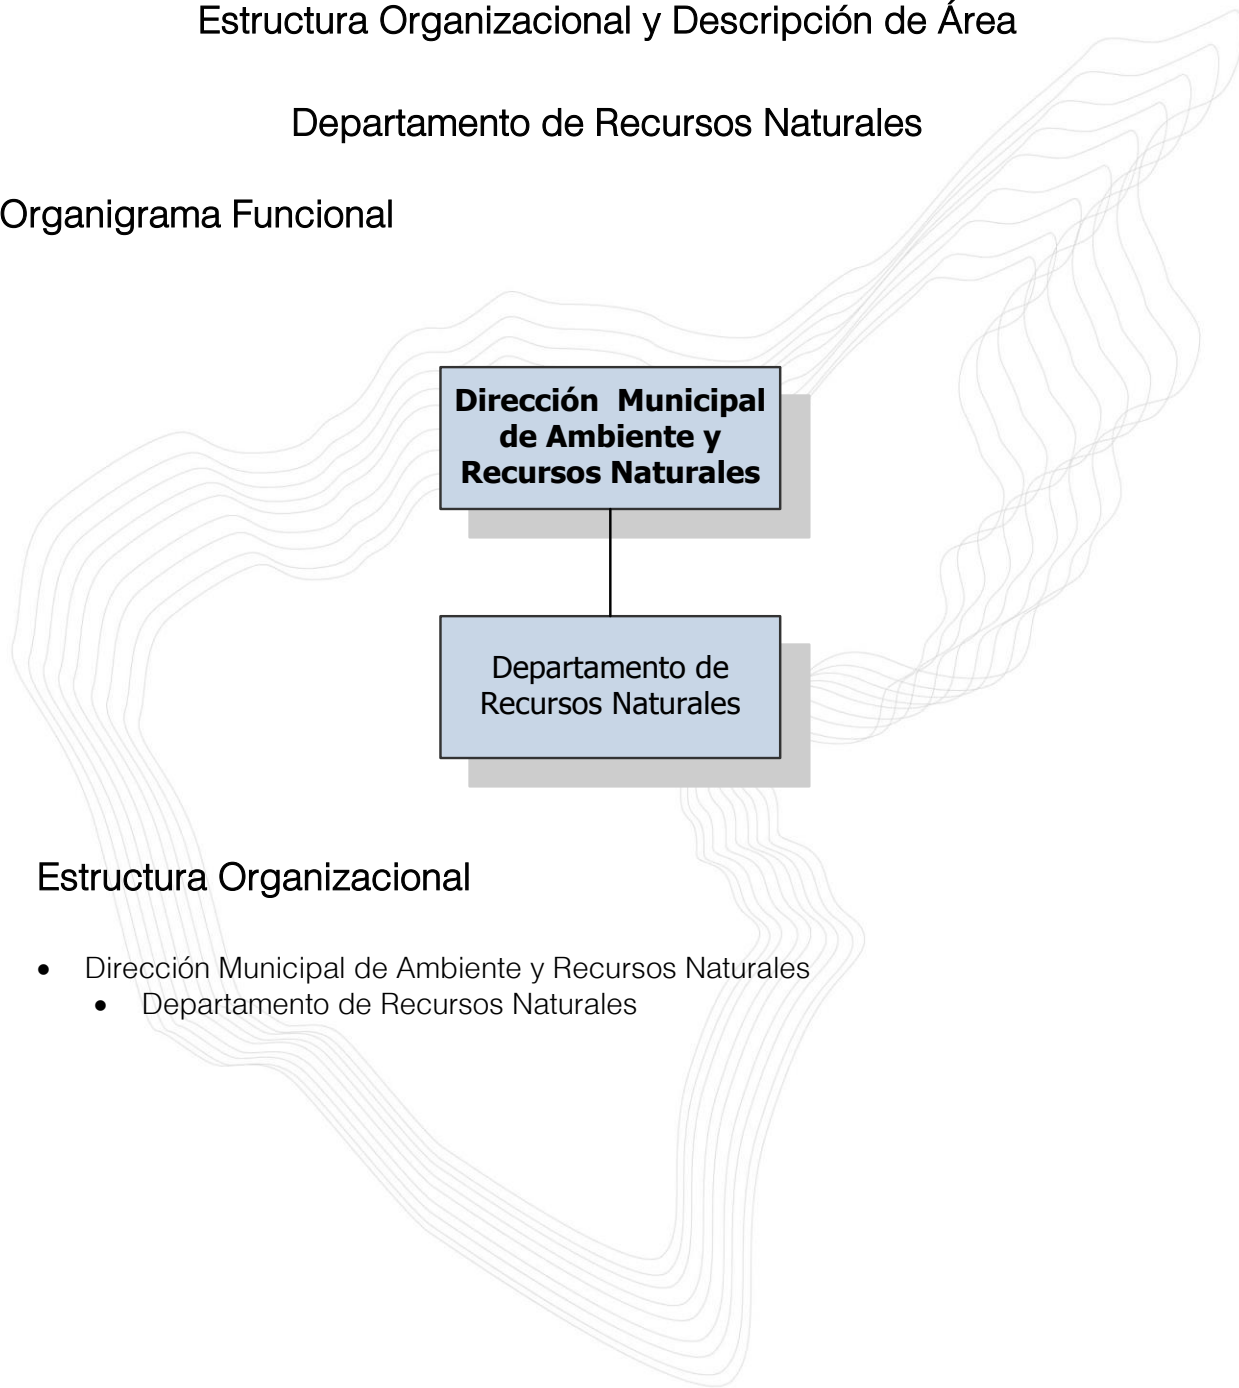 Estructura Organizacional y Descripción de Área
Departamento de Recursos Naturales
Organigrama Funcional
Dirección Municipal
de Ambiente y
Recursos Naturales
Departamento de
Recursos Naturales
Estructura Organizacional
• Dirección Municipal de Ambiente y Recursos Naturales
• Departamento de Recursos Naturales